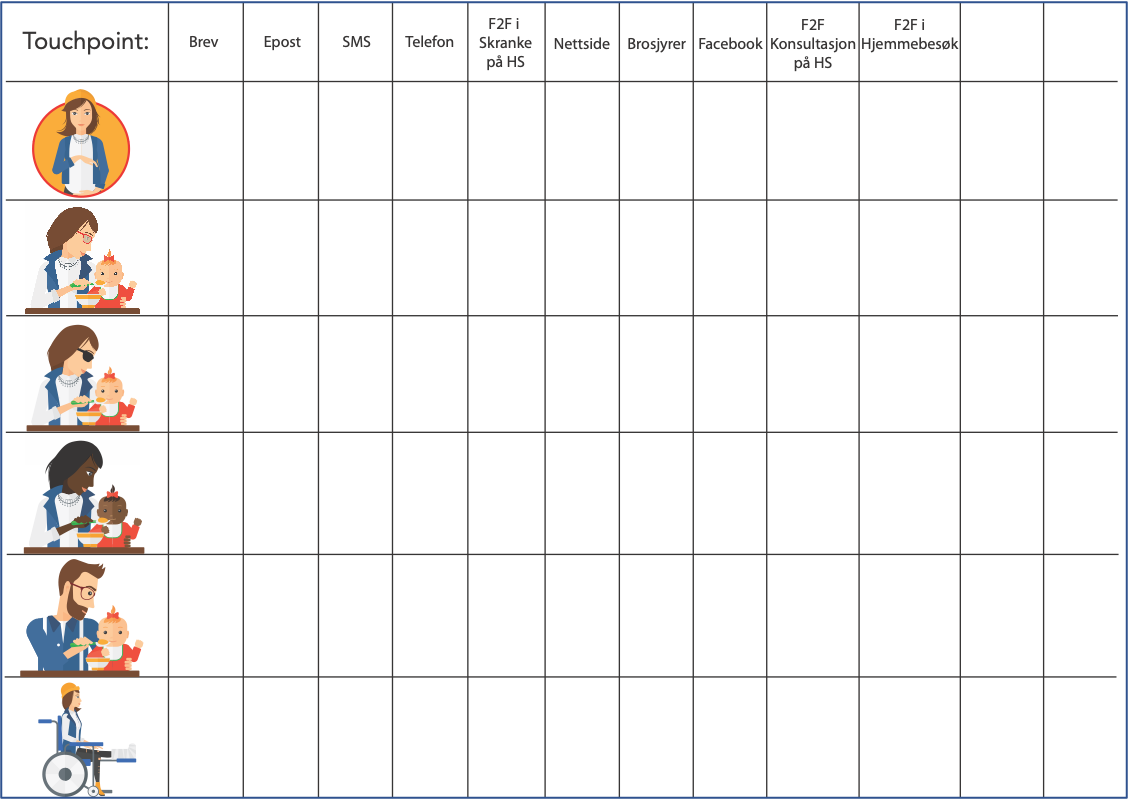 Touchpoint:
Brev
Epost
SMS
Telefon
F2F i
Skranke
på HS
Nettside
Brosjyrer
Facebook
F2F
Konsultasjon
på HS
F2F i
Hjemmebesøk